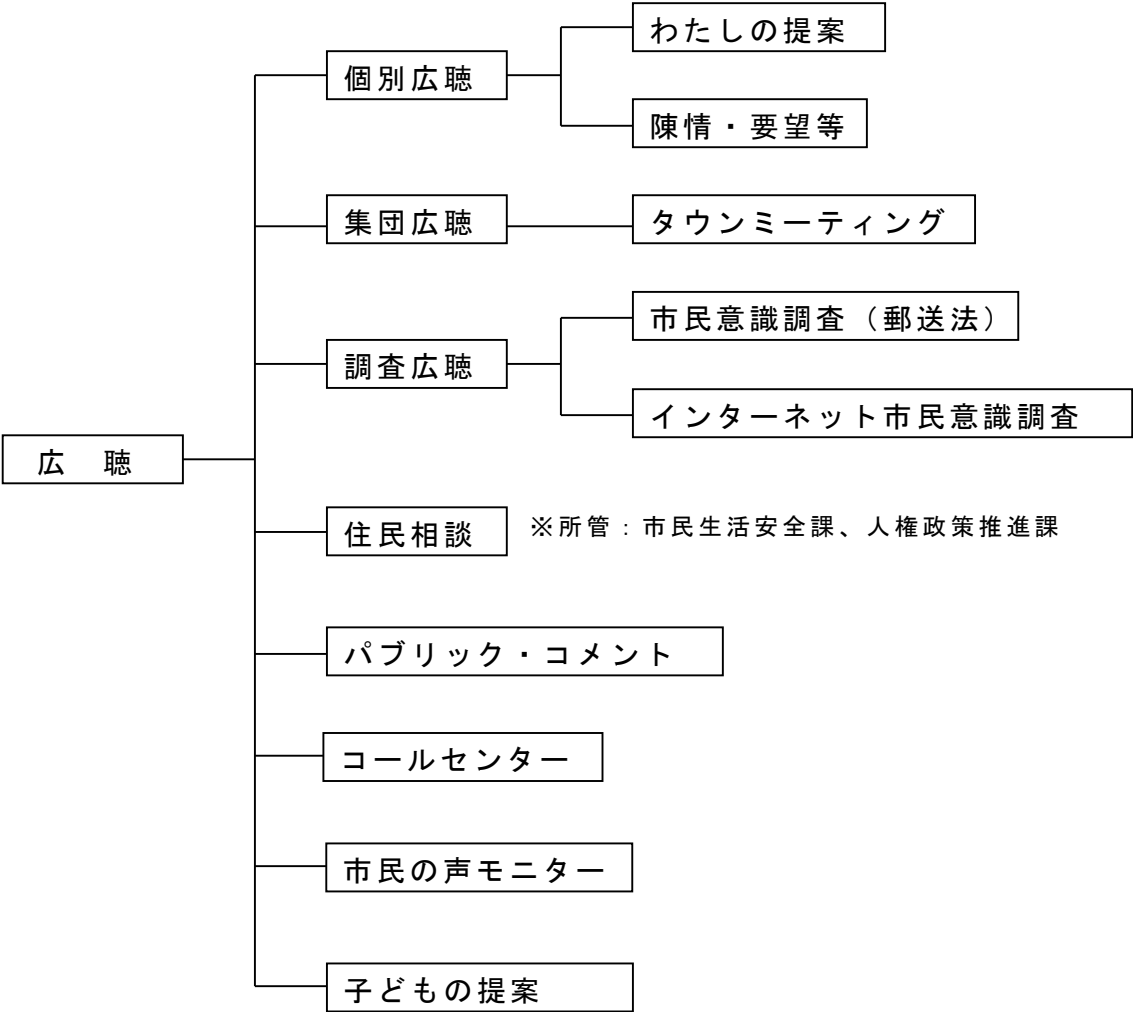 わたしの提案
個別広聴
陳情・要望等
集団広聴
タウンミーティング
市民意識調査（郵送法）
調査広聴
インターネット市民意識調査
広　聴
住民相談
※所管：市民生活安全課、人権政策推進課
パブリック・コメント
コールセンター
市民の声モニター
子どもの提案